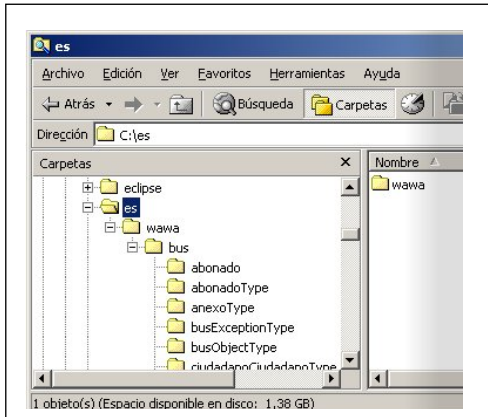 es
Archivo Edición Ver Favoritos Herramientas Ayuda
Atrás Búsqueda Carpetas
Dirección C:\es
Carpetas x Nombre
eclipse wawa
es
wawa
bus
abonado
abonadoType
anexoType
busExceptionType
busObjectType
ciudadanoCiudadanoType
1 objeto(s) (Espacio disponible en disco: 1,38 GB)